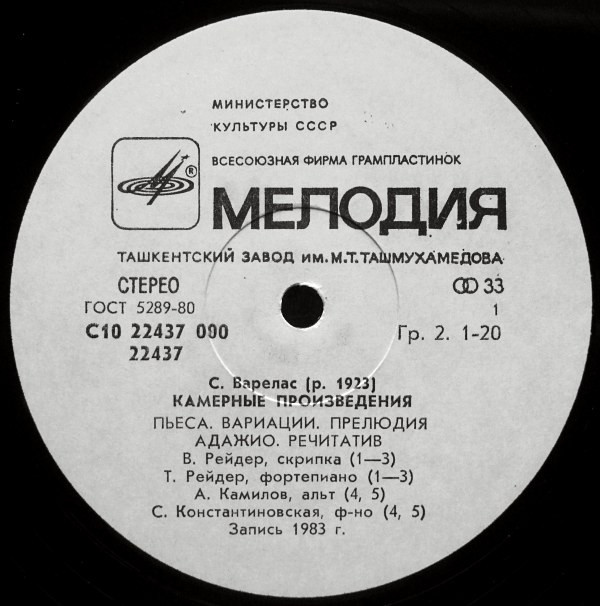 МИНИСТЕРСТВО
КУЛЬТУРЫ СССР
ВСЕСОЮЗНАЯ ФИРМА ГРАМПЛАСТИНОК
®
МЕЛОДИЯ
ТАШКЕНТСКИЙ ЗАВОД ИМ. М.Т. ТАШМУХАМЕДОВА
СТЕРЕО 33
ГОСТ 5289-80 1
С10 22437 000 Гр. 2. 1-20
22437
С. Варелас (р. 1923)
КАМЕРНЫЕ ПРОИЗВЕДЕНИЯ
ПЬЕСА. ВАРИАЦИИ. ПРЕЛЮДИЯ
АДАЖИО. РЕЧИТАТИВ
В. Рейдер, скрипка (1—3)
Т. Рейдер, фортепиано (1—3)
А. Камилов, альт (4, 5)
С. Константиновская, ф-но (4, 5)
Запись 1983 г.